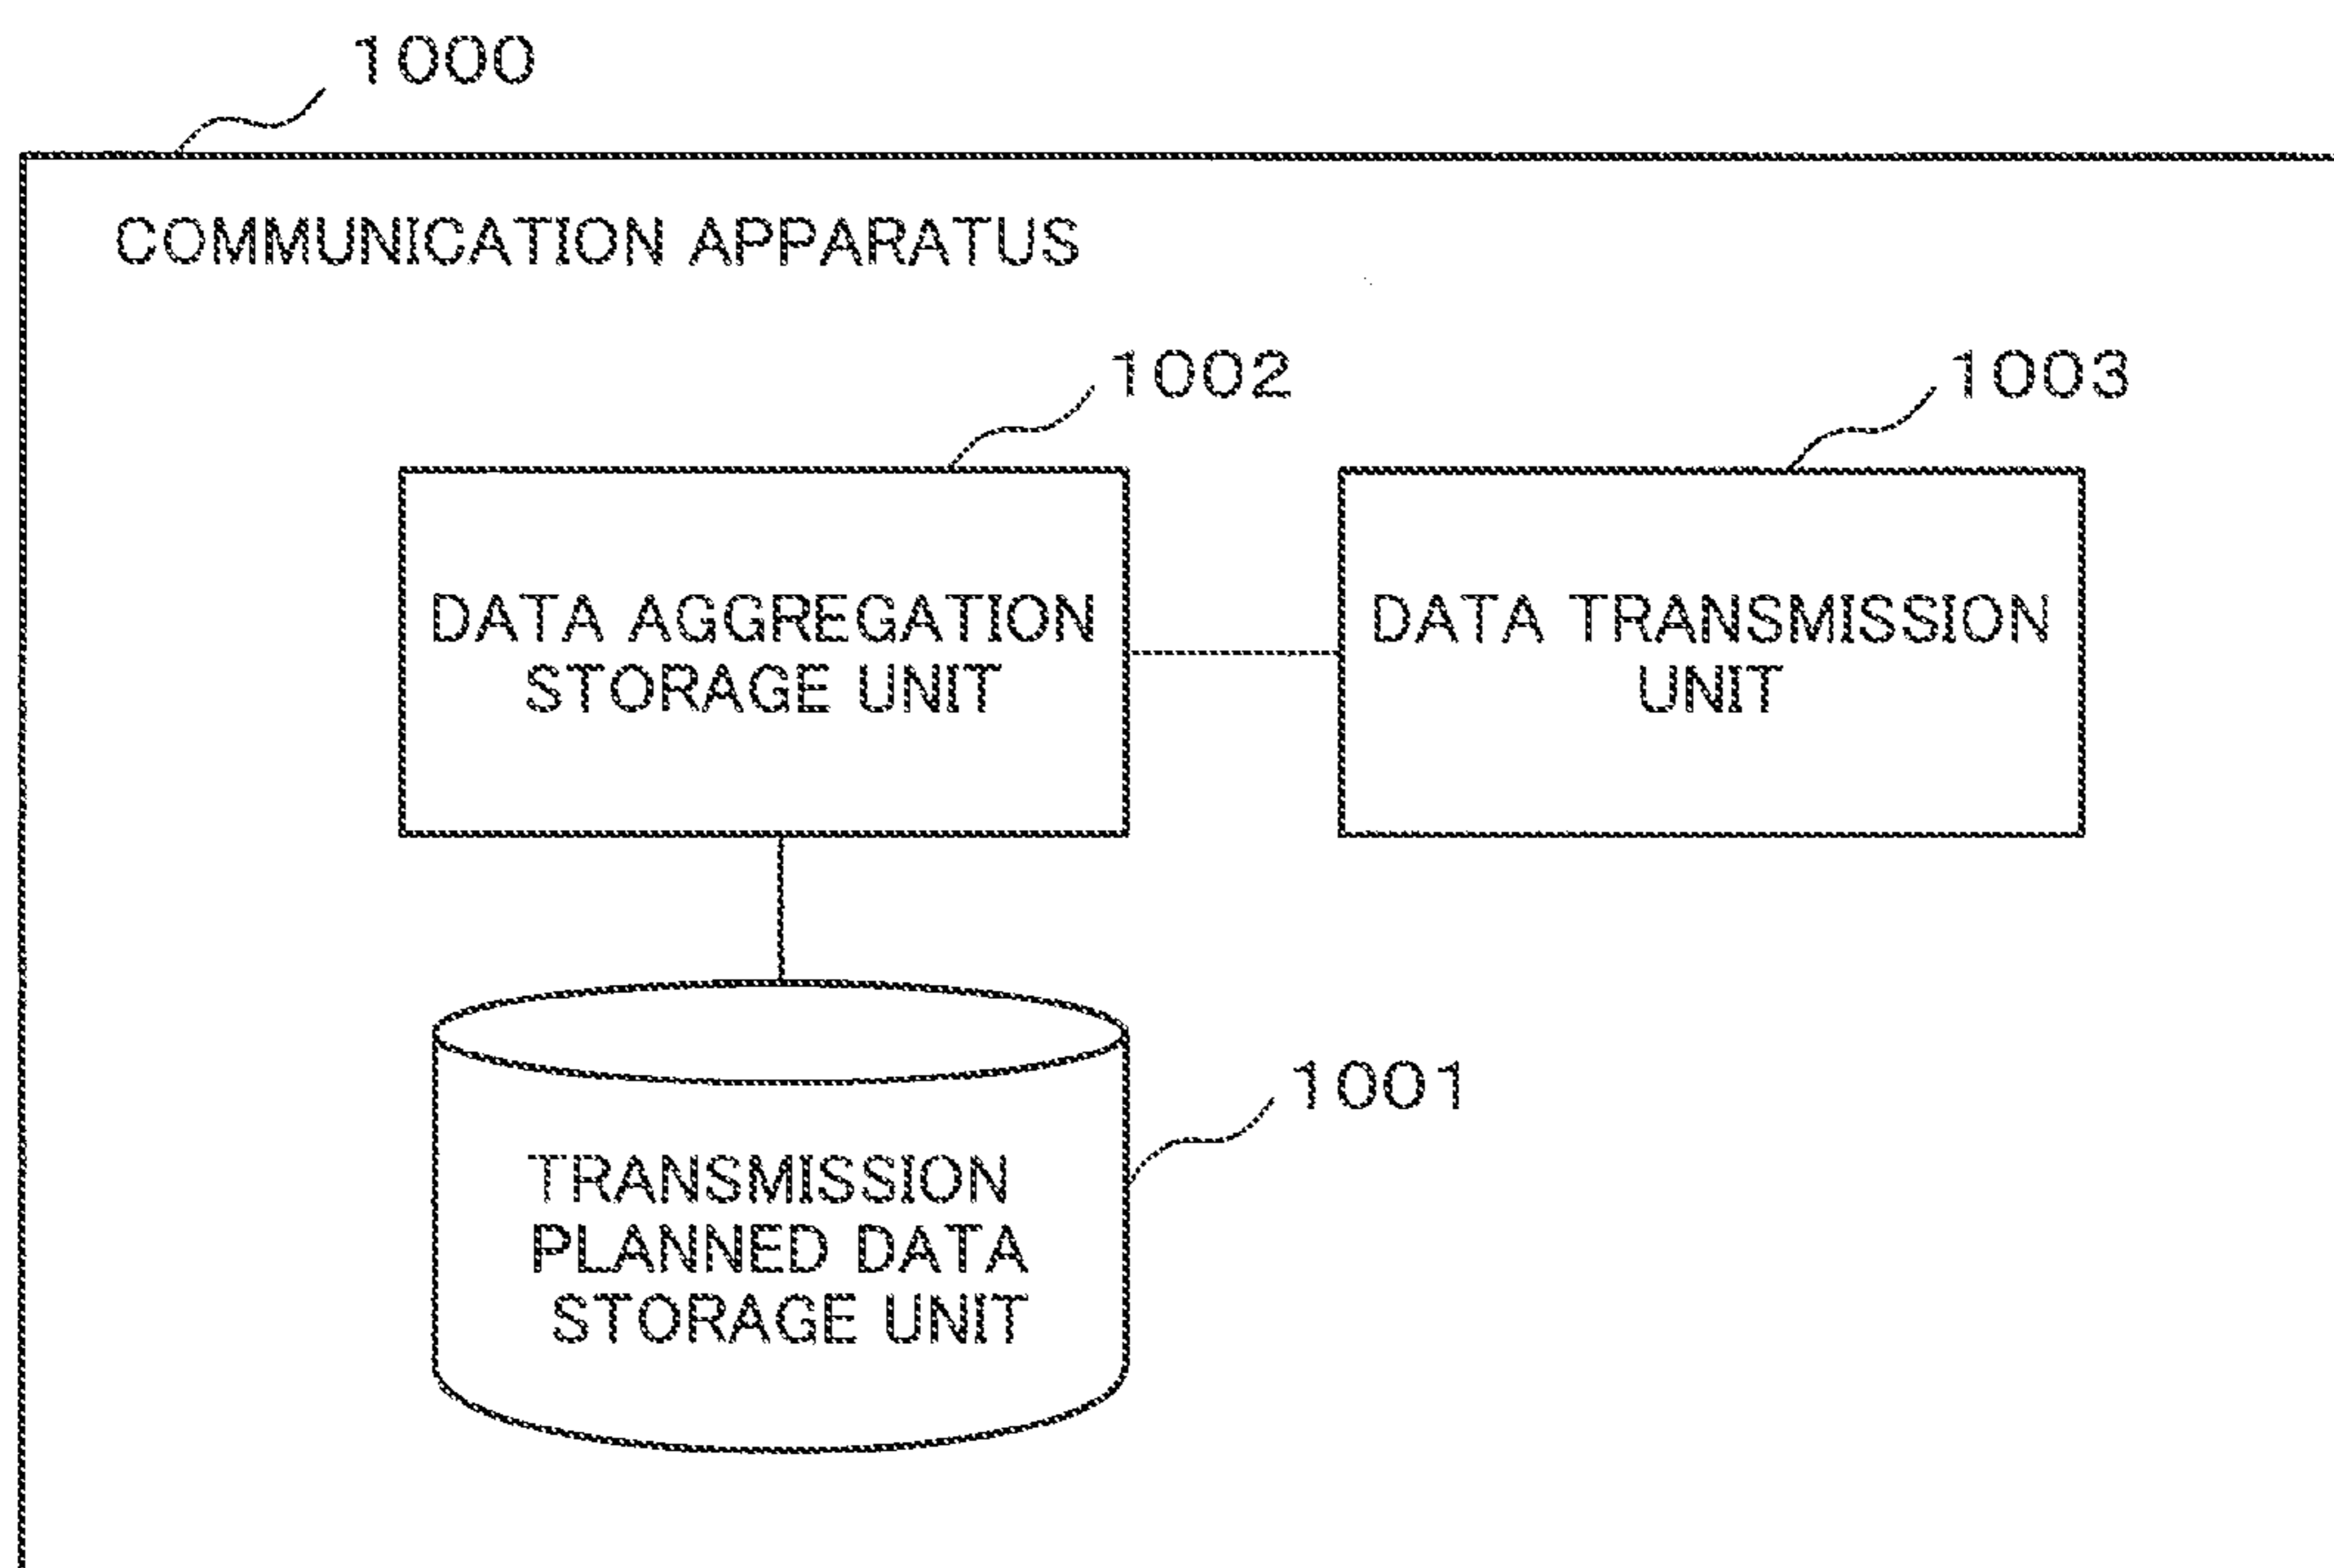 1000
COMMUNICATION APPARATUS
1002
1003
DATA AGGREGATION
STORAGE UNIT
DATA TRANSMISSION
UNIT
1001
TRANSMISSION
PLANNED DATA
STORAGE UNIT